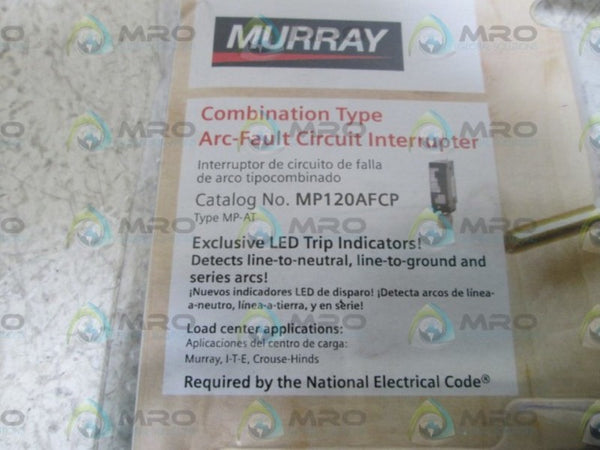 MURRAY
Combination Type
Arc-Fault Circuit Interrupter
Interruptor de circuito de falla
de arco tipocombinado
Catalog No. MP120AFCP
Type MP-AT
Exclusive LED Trip Indicators!
Detects line-to-neutral, line-to-ground and
series arcs!
¡Nuevos indicadores LED de disparo! ¡Detecta arcos de línea-
a-neutro, línea-a-tierra, y en serie!
Load center applications:
Aplicaciones del centro de carga:
Murray, I-T-E, Crouse-Hinds
Required by the National Electrical Code®
MRO